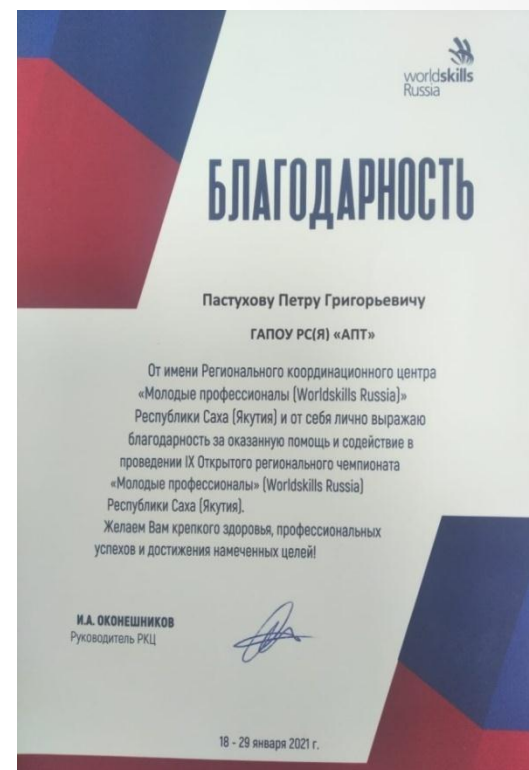 worldskills
Russia
БЛАГОДАРНОСТЬ
Пастухову Петру Григорьевичу
ГАПОУ РС(Я) «АПТ»
От имени Регионального координационного центра
«Молодые профессионалы (Worldskills Russia)»
Республики Саха (Якутия) и от себя лично выражаю
благодарность за оказанную помощь и содействие в
проведении IX Открытого регионального чемпионата
«Молодые профессионалы» (Worldskills Russia)
Республики Саха (Якутия).
Желаем Вам крепкого здоровья, профессиональных
успехов и достижения намеченных целей!
И.А. ОКОНЕШНИКОВ
Руководитель РКЦ
18 - 29 января 2021 г.